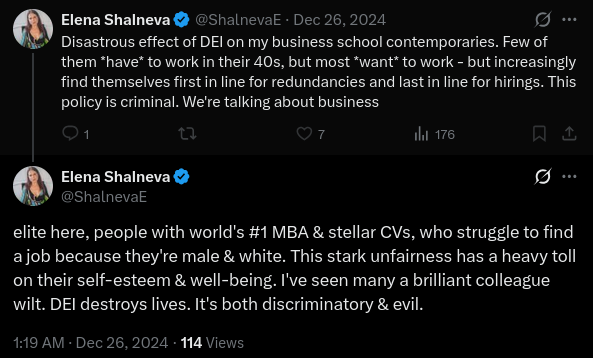 Elena Shalneva @ShalnevaE · Dec 26, 2024
Disastrous effect of DEI on my business school contemporaries. Few of
them *have* to work in their 40s, but most *want* to work - but increasingly
find themselves first in line for redundancies and last in line for hirings. This
policy is criminal. We're talking about business
1 7 176
Elena Shalneva
@ShalnevaE
elite here, people with world's #1 MBA & stellar CVs, who struggle to find
a job because they're male & white. This stark unfairness has a heavy toll
on their self-esteem & well-being. I've seen many a brilliant colleague
wilt. DEI destroys lives. It's both discriminatory & evil.
1:19 AM · Dec 26, 2024 · 114 Views